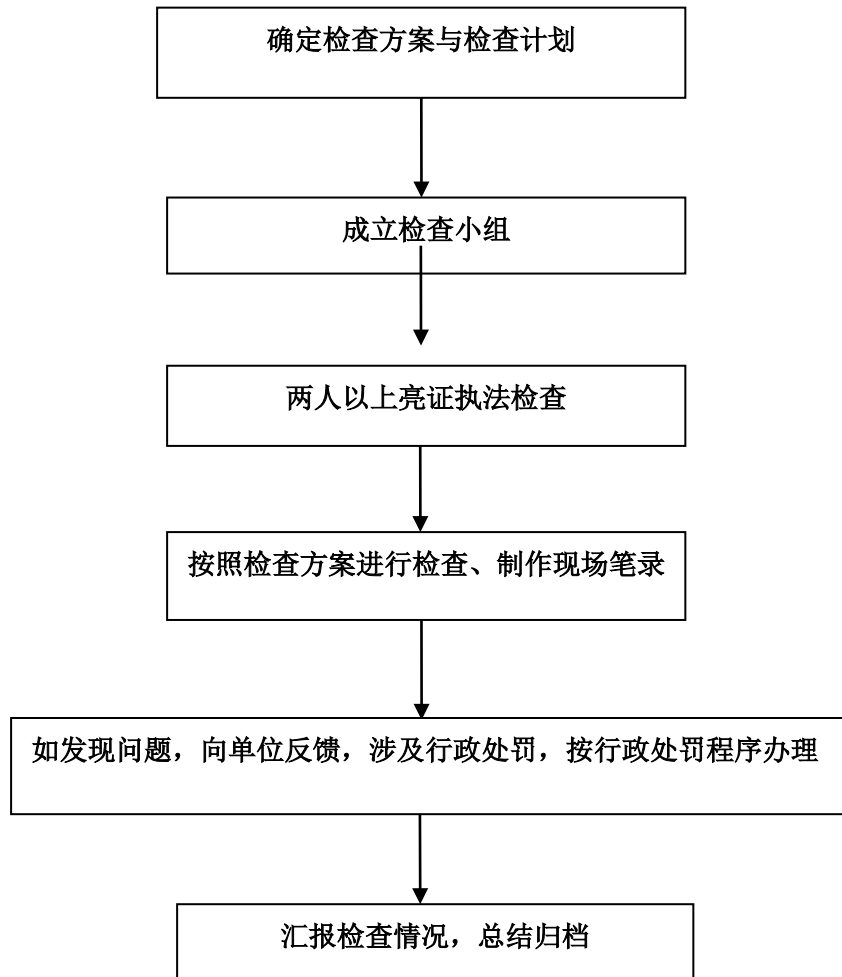 确定检查方案与检查计划
成立检查小组
两人以上亮证执法检查
按照检查方案进行检查、制作现场笔录
如发现问题，向单位反馈，涉及行政处罚，按行政处罚程序办理
汇报检查情况，总结归档